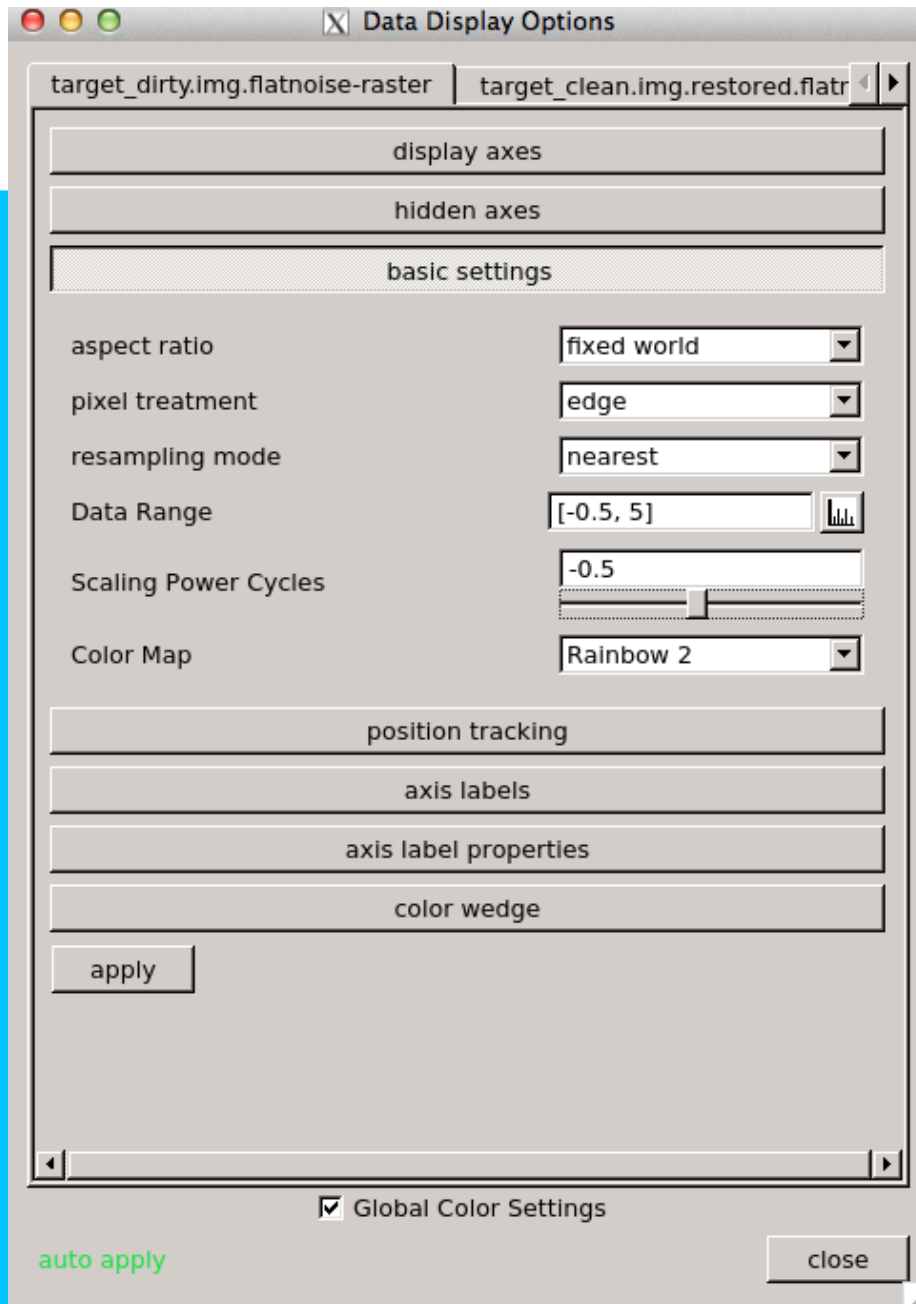 X Data Display Options
target_dirty.img.flatnoise-raster target_clean.img.restored.flatr
display axes
hidden axes
basic settings
aspect ratio fixed world
pixel treatment edge
resampling mode nearest
Data Range [-0.5, 5]
Scaling Power Cycles -0.5
Color Map Rainbow 2
position tracking
axis labels
axis label properties
color wedge
apply
Global Color Settings
auto apply close